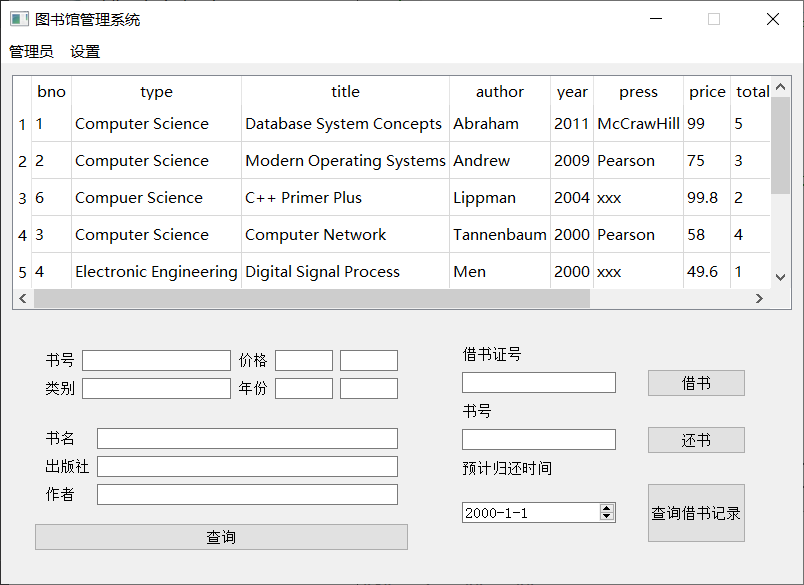 图书馆管理系统
管理员 设置
bno type title author year press price total
1 1 Computer Science Database System Concepts Abraham 2011 McCrawHill 99 5
2 2 Computer Science Modern Operating Systems Andrew 2009 Pearson 75 3
3 6 Compuer Science C++ Primer Plus Lippman 2004 xxx 99.8 2
4 3 Computer Science Computer Network Tannenbaum 2000 Pearson 58 4
5 4 Electronic Engineering Digital Signal Process Men 2000 xxx 49.6 1
书号 价格
类别 年份
书名
出版社
作者
查询
借书证号
借书
书号
还书
预计归还时间
2000-1-1
查询借书记录